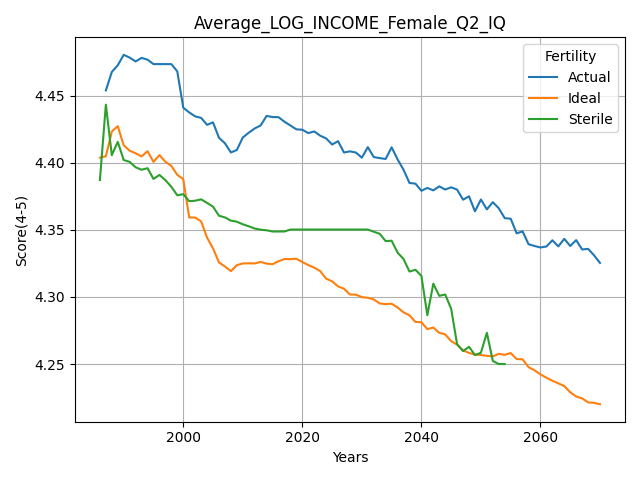 Average_LOG_INCOME_Female_Q2_IQ
Fertility
Actual
Ideal
Sterile
Score(4-5)
4.45
4.40
4.35
4.30
4.25
2000 2020 2040 2060
Years